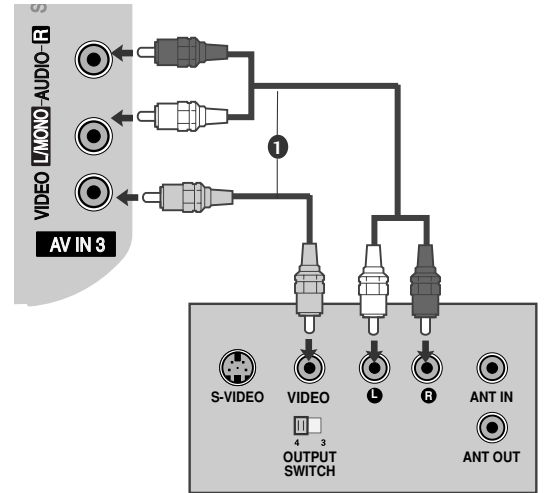 S
VIDEO L/MONO-AUDIO-R
AV IN 3
1
S-VIDEO VIDEO L R ANT IN
4 3
OUTPUT
SWITCH
ANT OUT